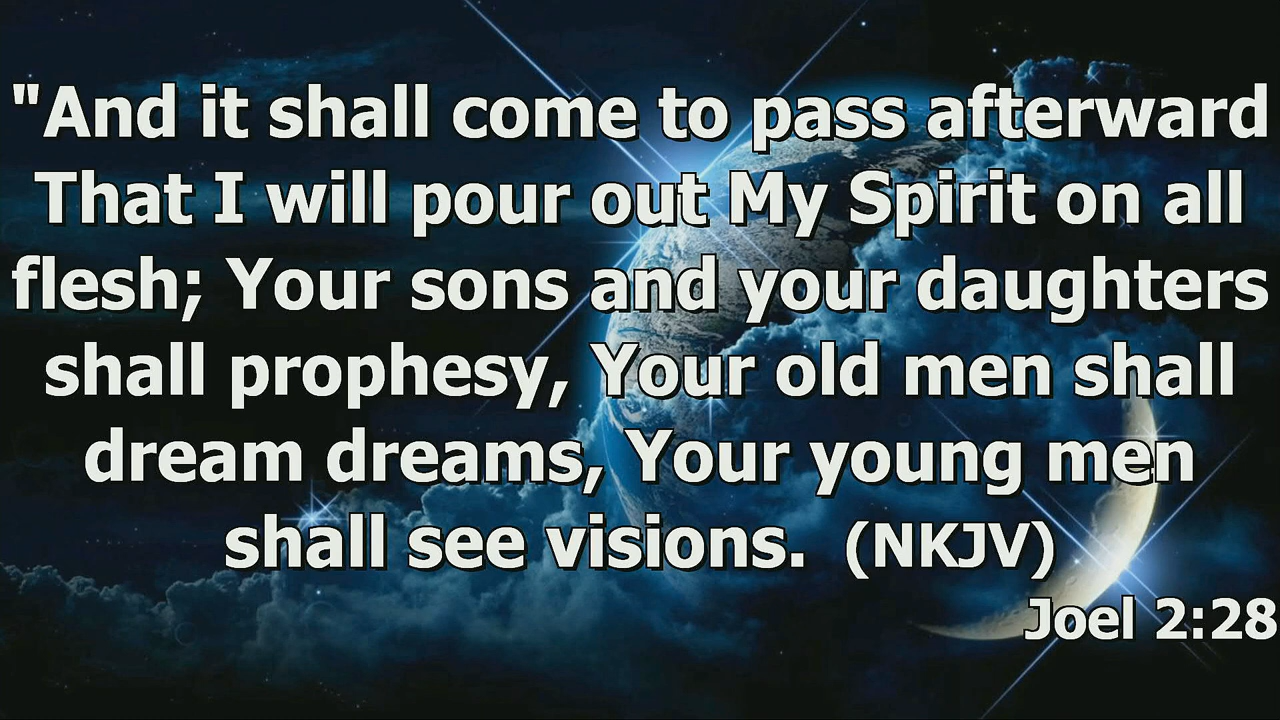 "And it shall come to pass afterward
That I will pour out My Spirit on all
flesh; Your sons and your daughters
shall prophesy, Your old men shall
dream dreams, Your young men
shall see visions. (NKJV)
Joel 2:28